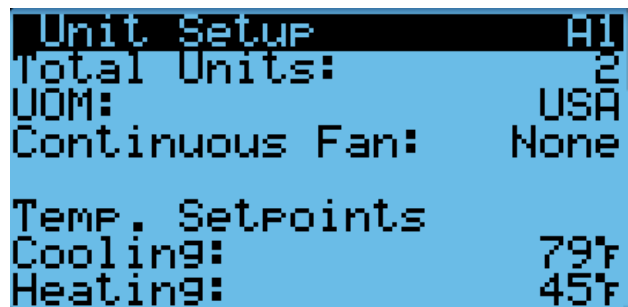 Unit Setup A1
Total Units: 2
UOM: USA
Continuous Fan: None
Temp. Setpoints
Cooling: 79°F
Heating: 45°F